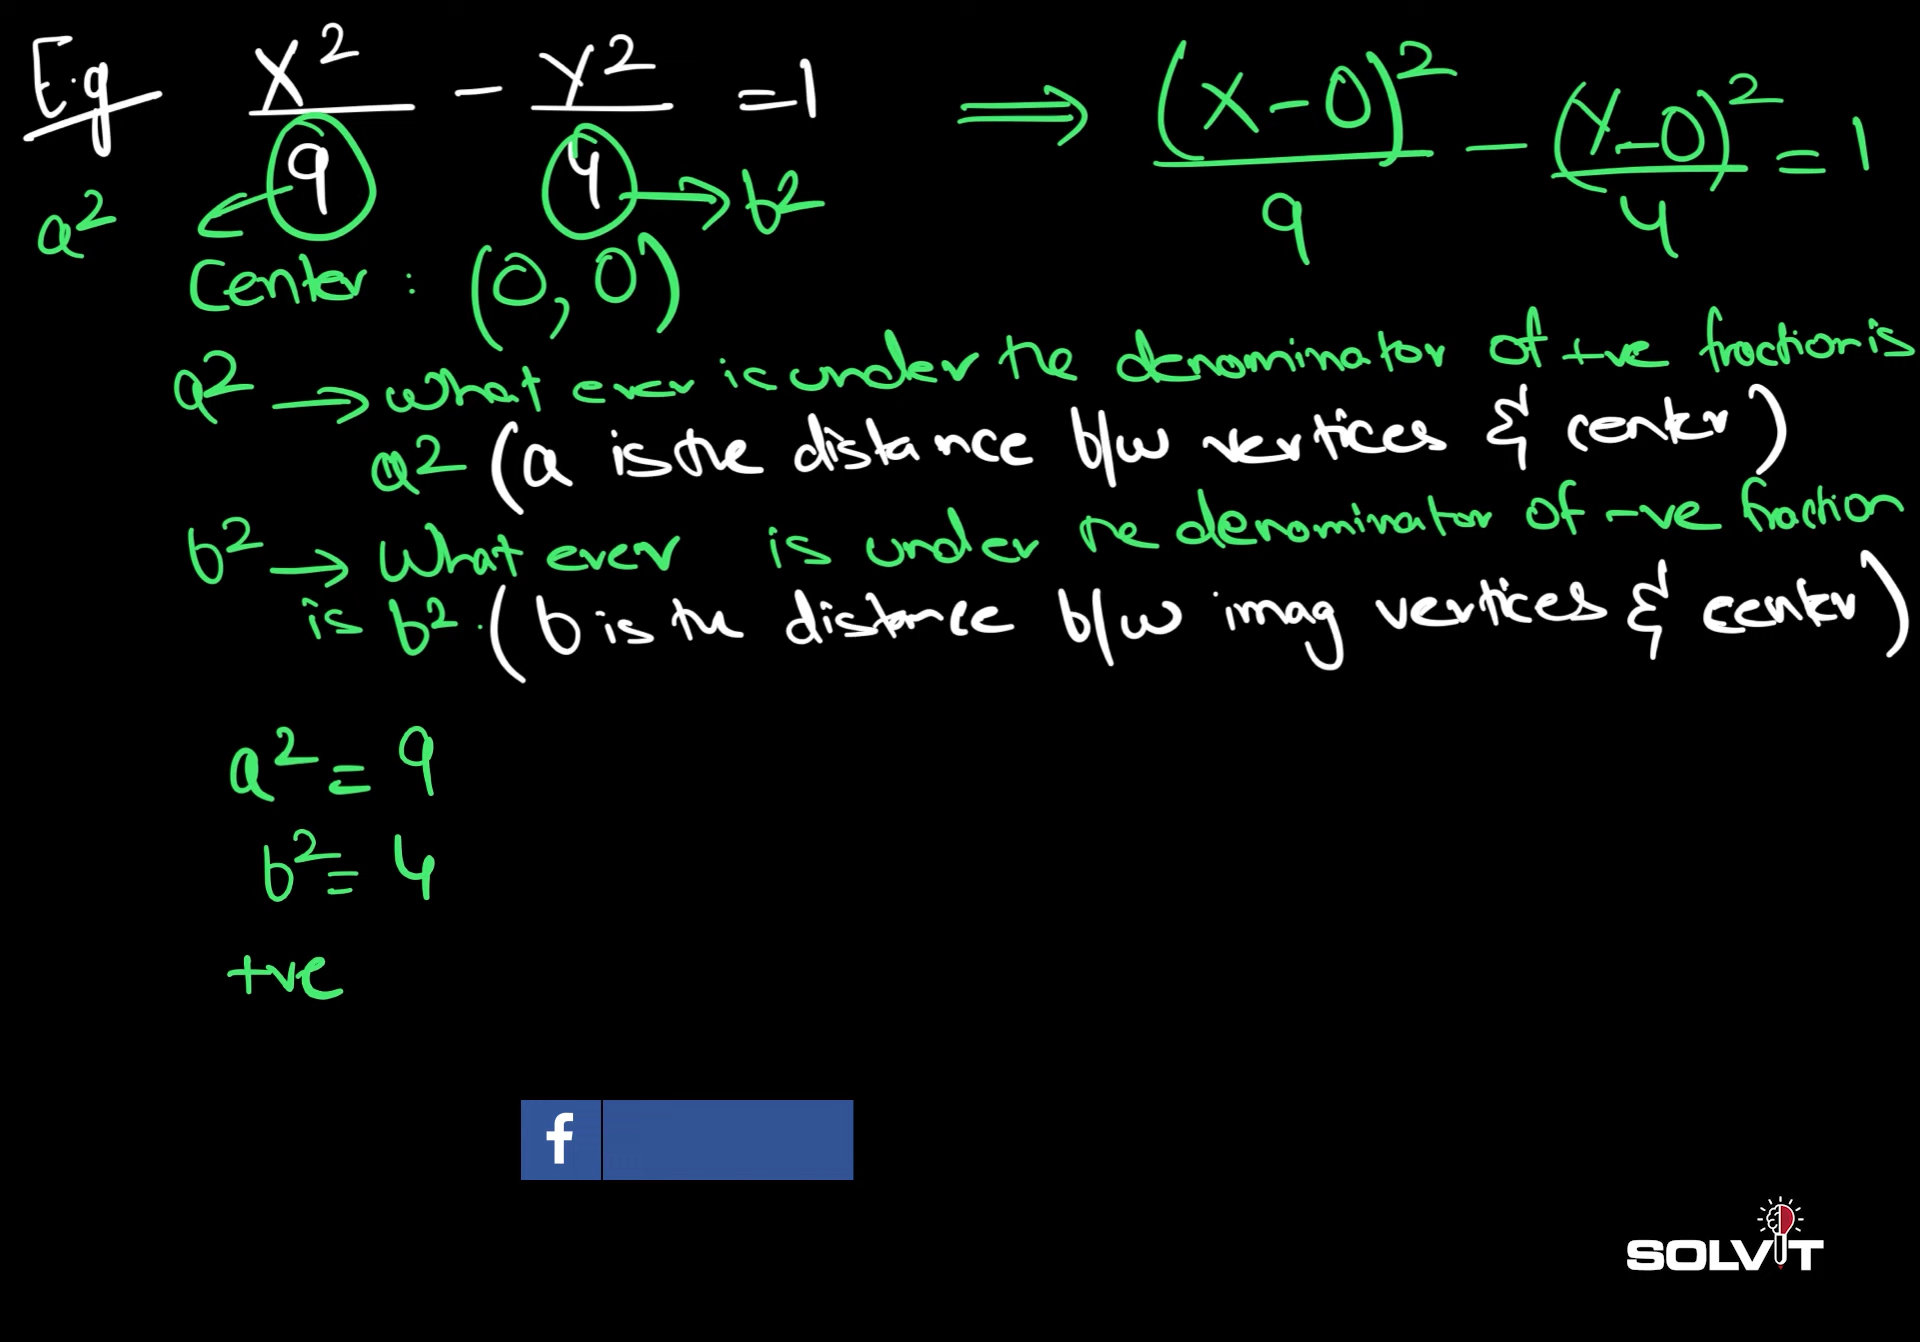 E.g x²/9 - y²/4 = 1 ⟹ (x-0)²/9 - (y-0)²/4 = 1
a² ← → b²
Center : (0, 0)
a² → what ever is under the denominator of +ve fraction is
a² (a is the distance b/w vertices & center)
b² → What ever is under the denominator of -ve fraction
is b². (b is the distance b/w imag vertices & center)
a² = 9
b² = 4
+ve
f
SOLVIT